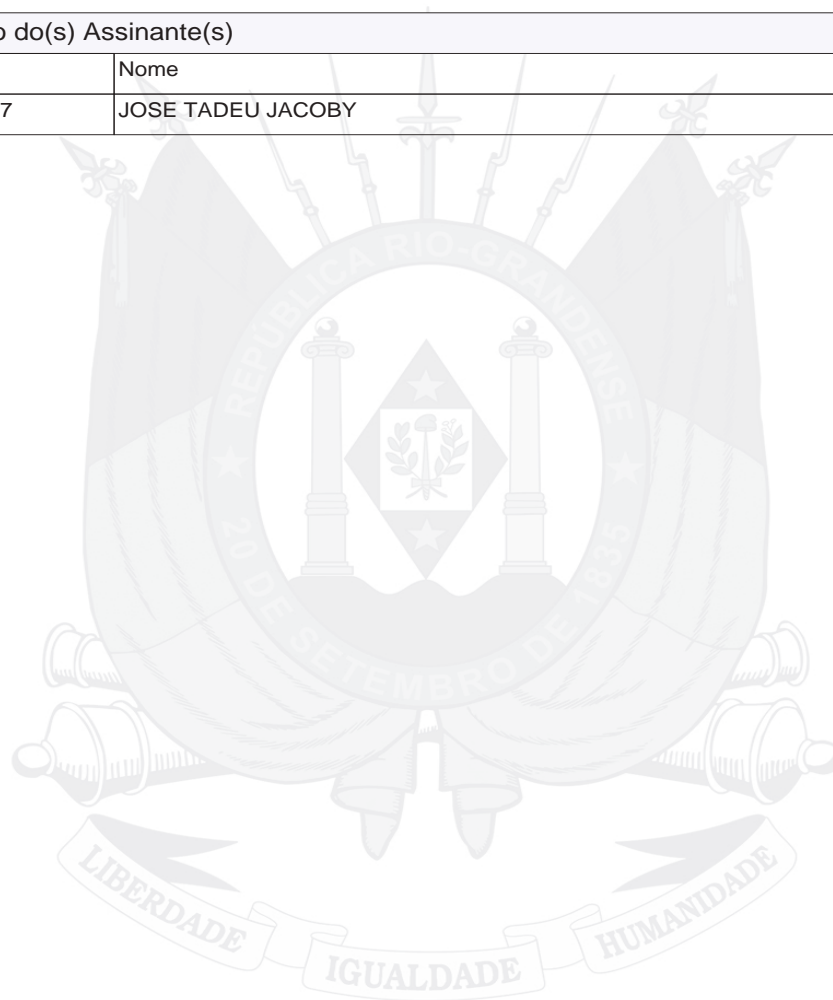 o do(s) Assinante(s)
Nome
7 JOSE TADEU JACOBY
REPÚBLICA RIO-GRANDENSE
20 DE SETEMBRO DE 1835
LIBERDADE IGUALDADE HUMANIDADE